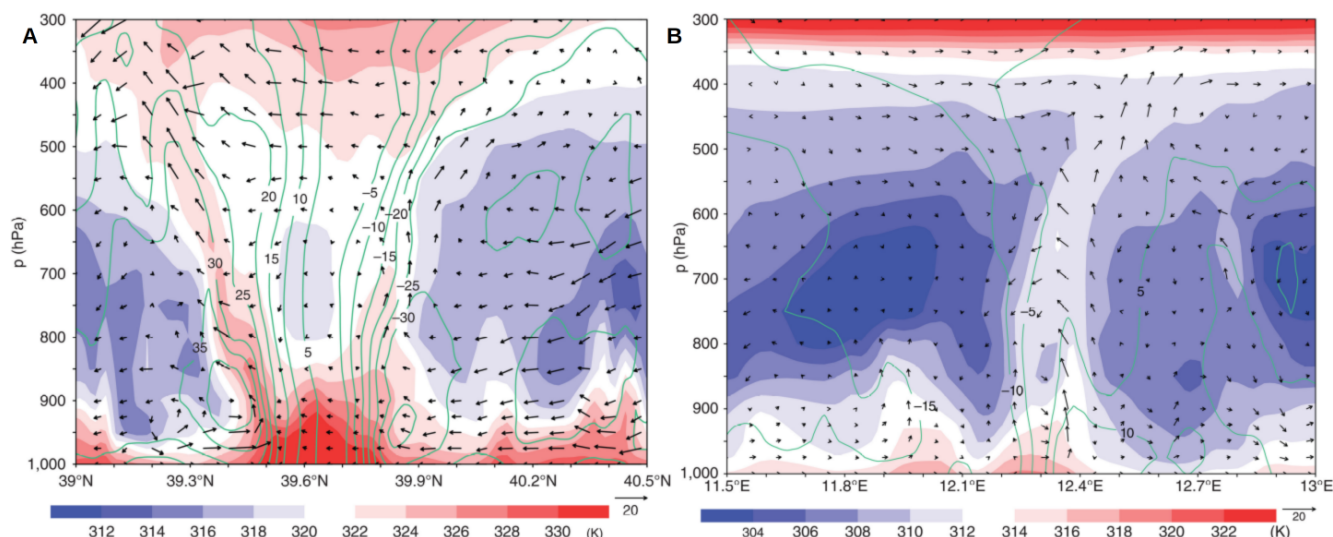 A
B
p (hPa)
300
400
500
600
700
800
900
1,000
20
10
−5
−20
−10
15
−15
30
25
−25
−30
35
5
39°N
39.3°N
39.6°N
39.9°N
40.2°N
40.5°N
20
312 314 316 318 320 322 324 326 328 330 (K)
p (hPa)
300
400
500
600
700
800
900
1,000
5
−5
−10
−15
10
11.5°E
11.8°E
12.1°E
12.4°E
12.7°E
13°E
20
304 306 308 310 312 314 316 318 320 322 (K)